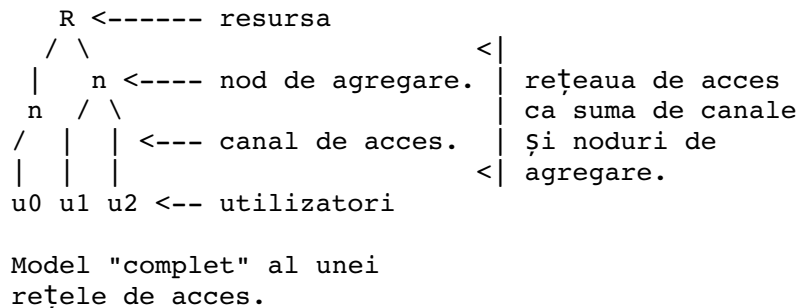 R <------ resursa
/ \ <|
| n <---- nod de agregare. | rețeaua de acces
n / \ | ca suma de canale
/ | | <--- canal de acces. | și noduri de
| | | <| agregare.
u0 u1 u2 <-- utilizatori
Model "complet" al unei
rețele de acces.